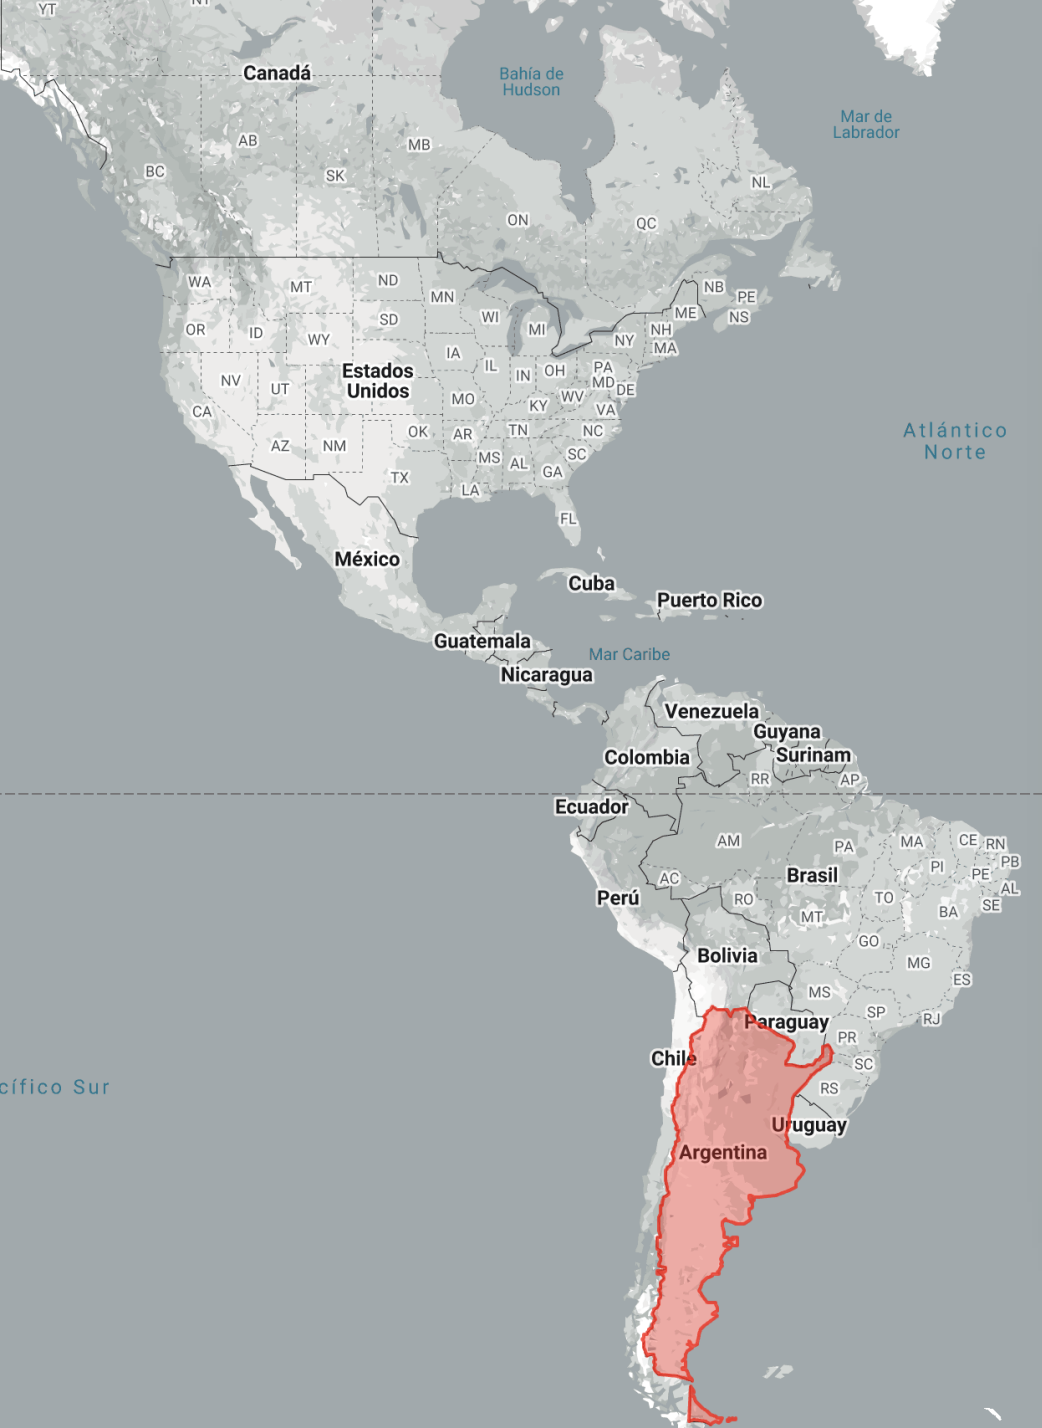 YT
NT
Canadá
Bahía de
Hudson
Mar de
Labrador
AB
MB
BC
SK
NL
ON
QC
WA
MT
ND
MN
NB
PE
OR
ID
WY
SD
WI
MI
ME
NS
NY
NH
MA
IA
Estados
Unidos
NV
UT
IL
IN
OH
PA
MD
DE
CA
MO
KY
WV
VA
AZ
NM
OK
AR
TN
NC
Atlántico
Norte
TX
MS
AL
GA
SC
LA
FL
México
Cuba
Puerto Rico
Guatemala
Mar Caribe
Nicaragua
Venezuela
Guyana
Colombia
Surinam
RR
AP
Ecuador
AM
PA
MA
CE
RN
PB
Perú
AC
Brasil
PI
PE
AL
RO
MT
TO
BA
SE
Bolivia
GO
MG
ES
MS
SP
RJ
Paraguay
PR
Chile
SC
cífico Sur
RS
Uruguay
Argentina